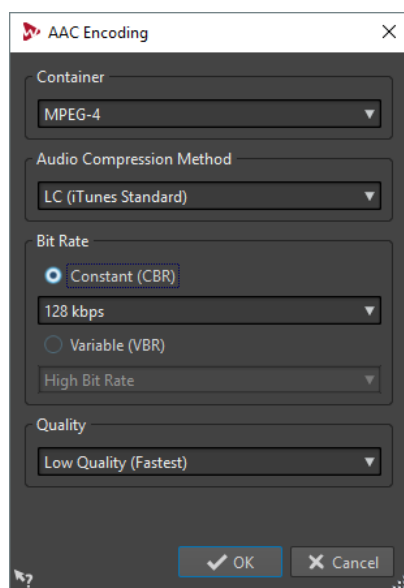 AAC Encoding
Container
MPEG-4
Audio Compression Method
LC (iTunes Standard)
Bit Rate
Constant (CBR)
128 kbps
Variable (VBR)
High Bit Rate
Quality
Low Quality (Fastest)
OK Cancel
?